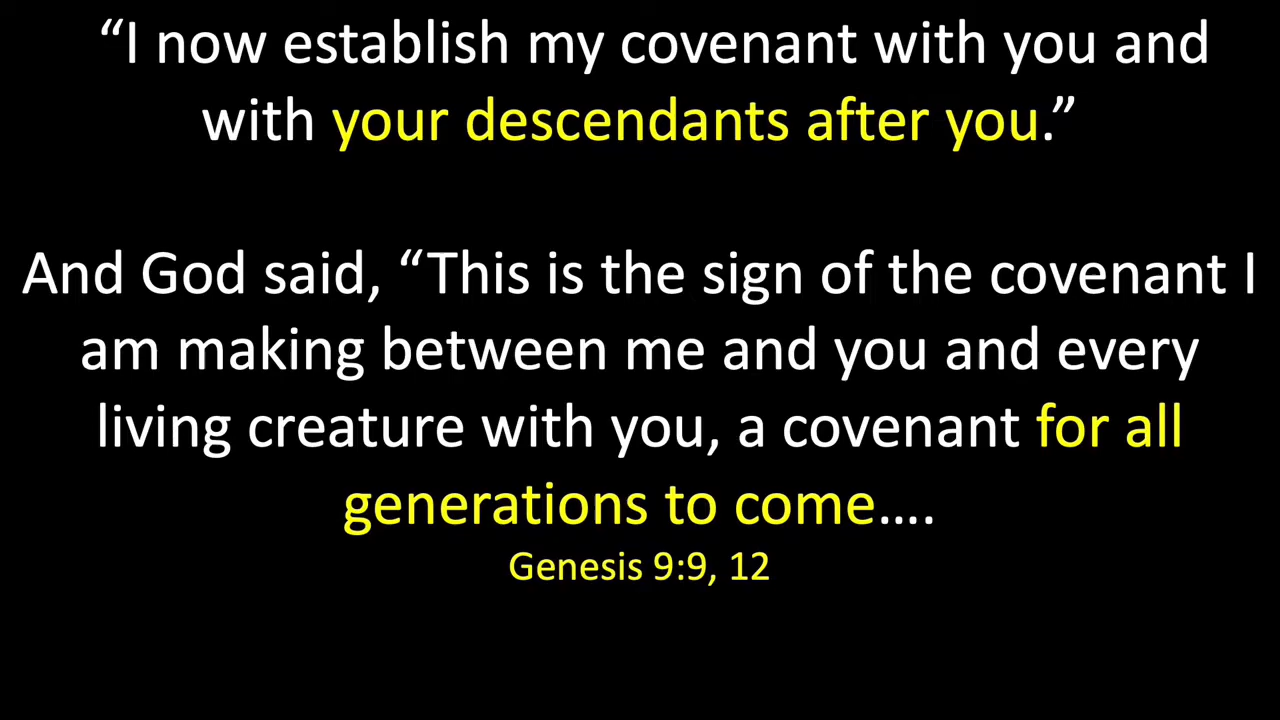 “I now establish my covenant with you and
with your descendants after you.”
And God said, “This is the sign of the covenant I
am making between me and you and every
living creature with you, a covenant for all
generations to come….
Genesis 9:9, 12